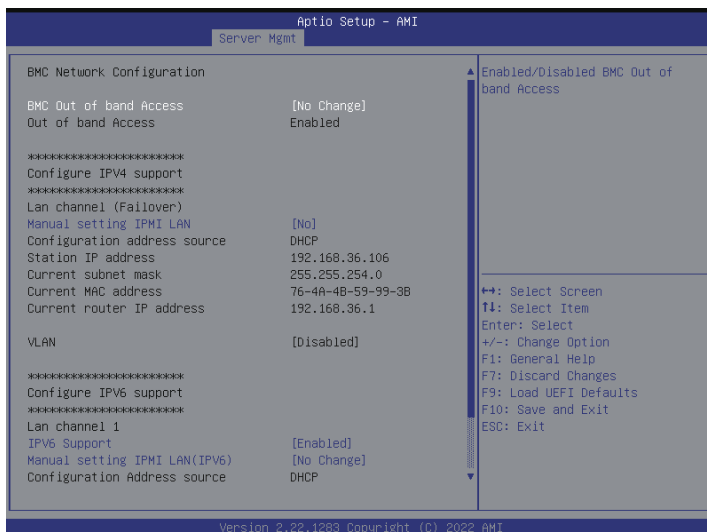 Aptio Setup – AMI
Server Mgmt
BMC Network Configuration
BMC Out of band Access [No Change]
Out of band Access Enabled
***********************
Configure IPV4 support
***********************
Lan channel (Failover)
Manual setting IPMI LAN [No]
Configuration address source DHCP
Station IP address 192.168.36.106
Current subnet mask 255.255.254.0
Current MAC address 76-4A-4B-59-99-3B
Current router IP address 192.168.36.1
VLAN [Disabled]
***********************
Configure IPV6 support
***********************
Lan channel 1
IPV6 Support [Enabled]
Manual setting IPMI LAN(IPV6) [No Change]
Configuration Address source DHCP
Enabled/Disabled BMC Out of
band Access
↔: Select Screen
↑↓: Select Item
Enter: Select
+/-: Change Option
F1: General Help
F7: Discard Changes
F9: Load UEFI Defaults
F10: Save and Exit
ESC: Exit
Version 2.22.1283 Copyright (C) 2022 AMI